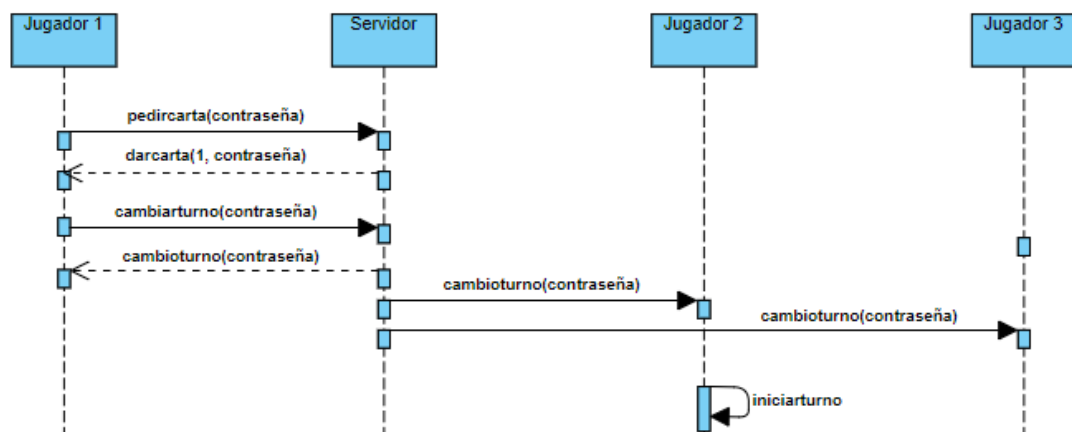 Jugador 1
Servidor
Jugador 2
Jugador 3
pedircarta(contraseña)
darcarta(1, contraseña)
cambiarturno(contraseña)
cambioturno(contraseña)
cambioturno(contraseña)
cambioturno(contraseña)
iniciarturno